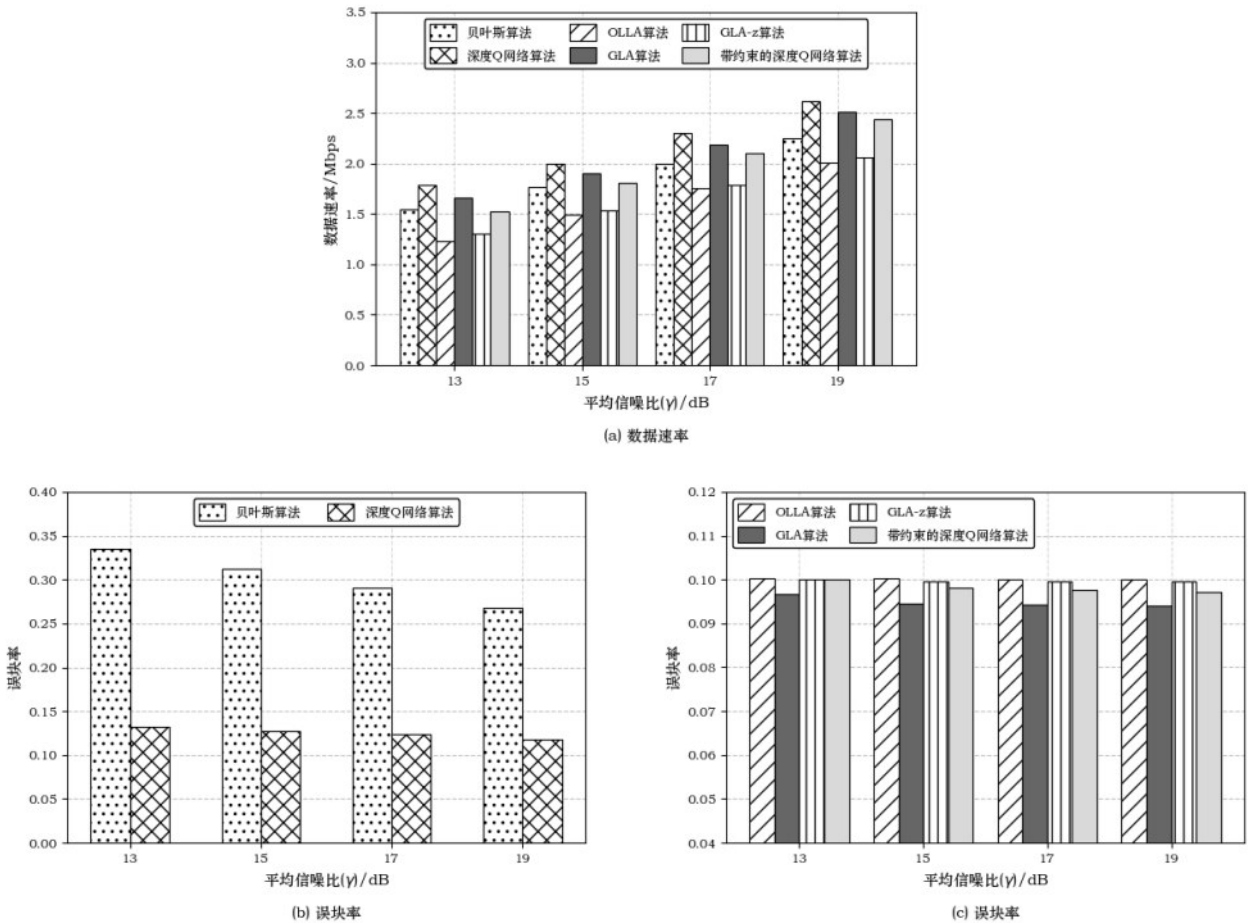 3.5
3.0
2.5
2.0
1.5
1.0
0.5
0.0
数据速率/Mbps
贝叶斯算法 OLLA算法 GLA-z算法
深度Q网络算法 GLA算法 带约束的深度Q网络算法
13 15 17 19
平均信噪比(γ)/dB
(a) 数据速率
0.40
0.35
0.30
0.25
0.20
0.15
0.10
0.05
0.00
误块率
贝叶斯算法 深度Q网络算法
13 15 17 19
平均信噪比(γ)/dB
(b) 误块率
0.12
0.11
0.10
0.09
0.08
0.07
0.06
0.05
0.04
误块率
OLLA算法 GLA-z算法
GLA算法 带约束的深度Q网络算法
13 15 17 19
平均信噪比(γ)/dB
(c) 误块率